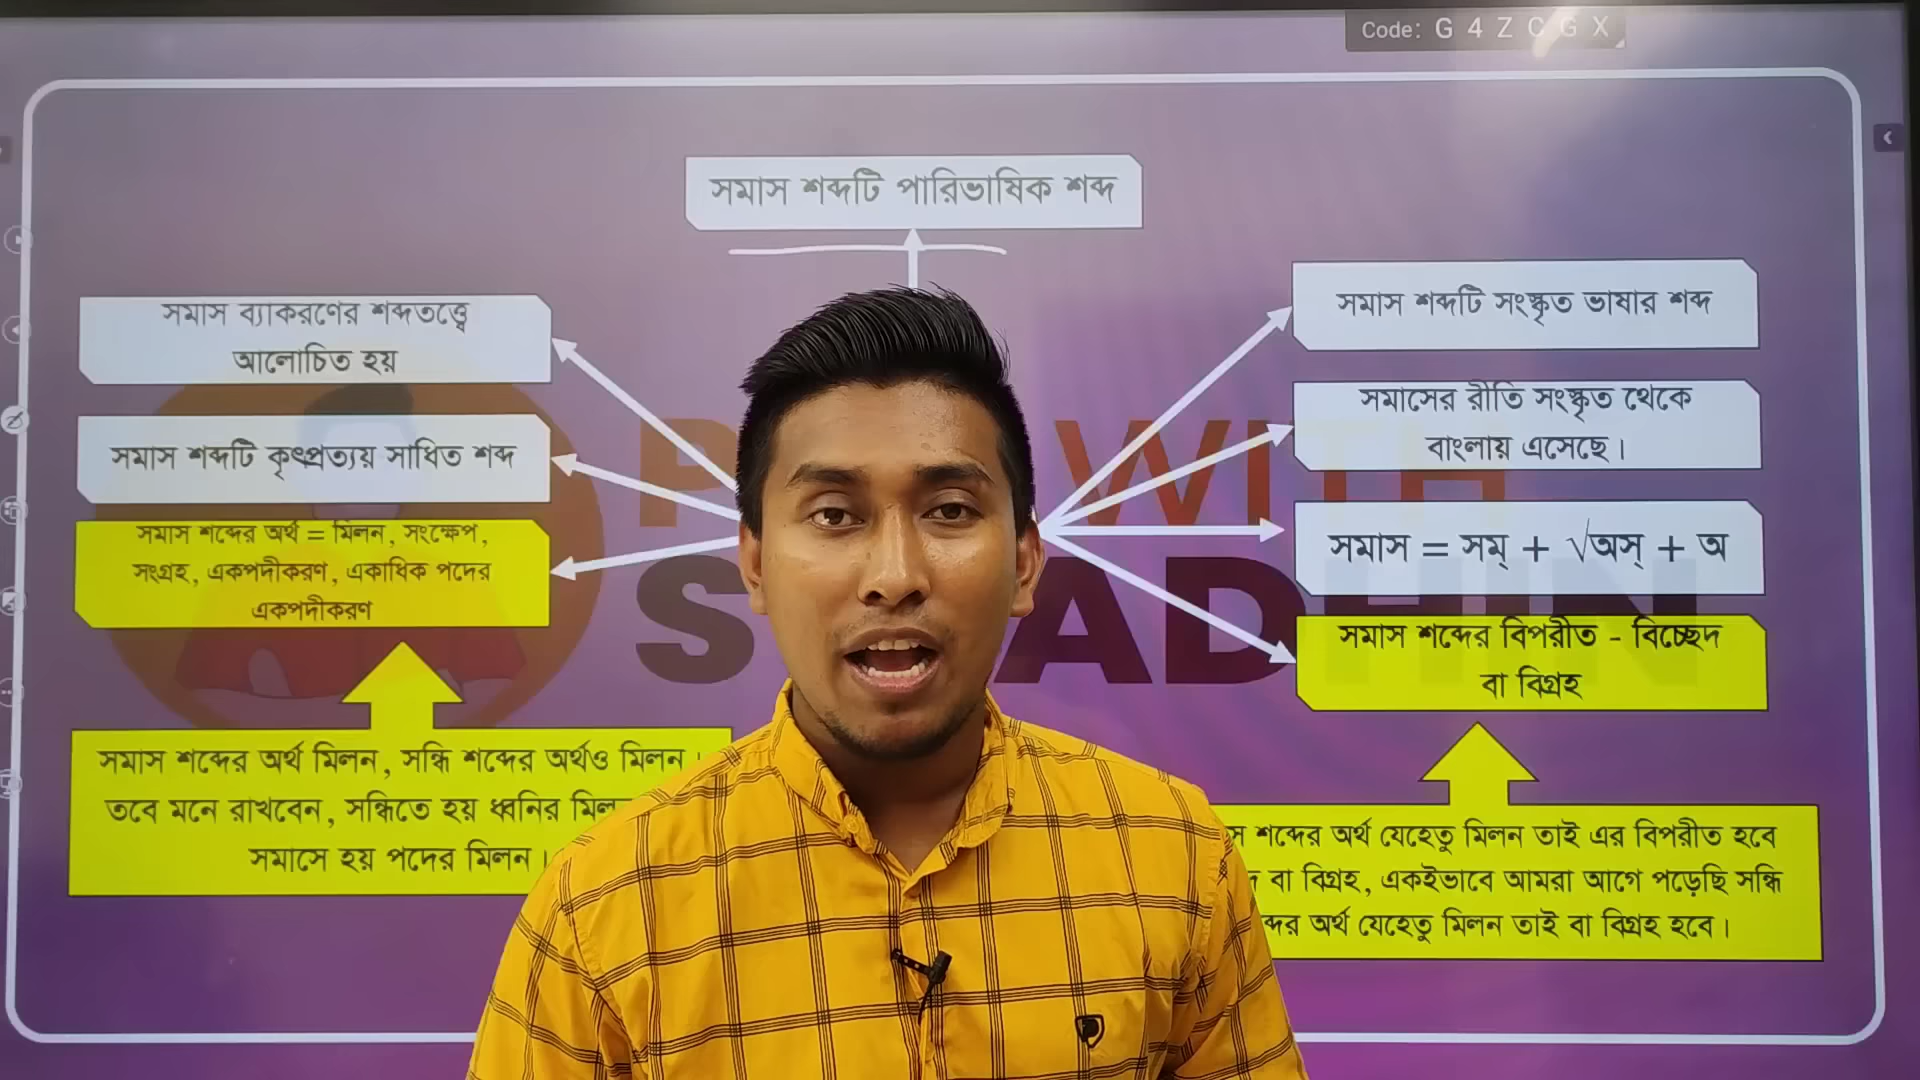 Code: G 4 Z C G X
সমাস শব্দটি পারিভাষিক শব্দ
সমাস ব্যাকরণের শব্দতত্ত্বে
আলোচিত হয়
সমাস শব্দটি কৃৎপ্রত্যয় সাধিত শব্দ
সমাস শব্দের অর্থ = মিলন, সংক্ষেপ,
সংগ্রহ, একপদীকরণ, একাধিক পদের
একপদীকরণ
সমাস শব্দের অর্থ মিলন, সন্ধি শব্দের অর্থও মিলন।
তবে মনে রাখবেন, সন্ধিতে হয় ধ্বনির
সমাসে হয় পদের মিলন।
সমাস শব্দটি সংস্কৃত ভাষার শব্দ
সমাসের রীতি সংস্কৃত থেকে
বাংলায় এসেছে।
সমাস = সম্ + √অস্ + অ
সমাস শব্দের বিপরীত - বিচ্ছেদ
বা বিগ্রহ
শব্দের অর্থ যেহেতু মিলন তাই এর বিপরীত হবে
বা বিগ্রহ, একইভাবে আমরা আগে পড়েছি সন্ধি
অর্থ যেহেতু মিলন তাই বা বিগ্রহ হবে।
WITH